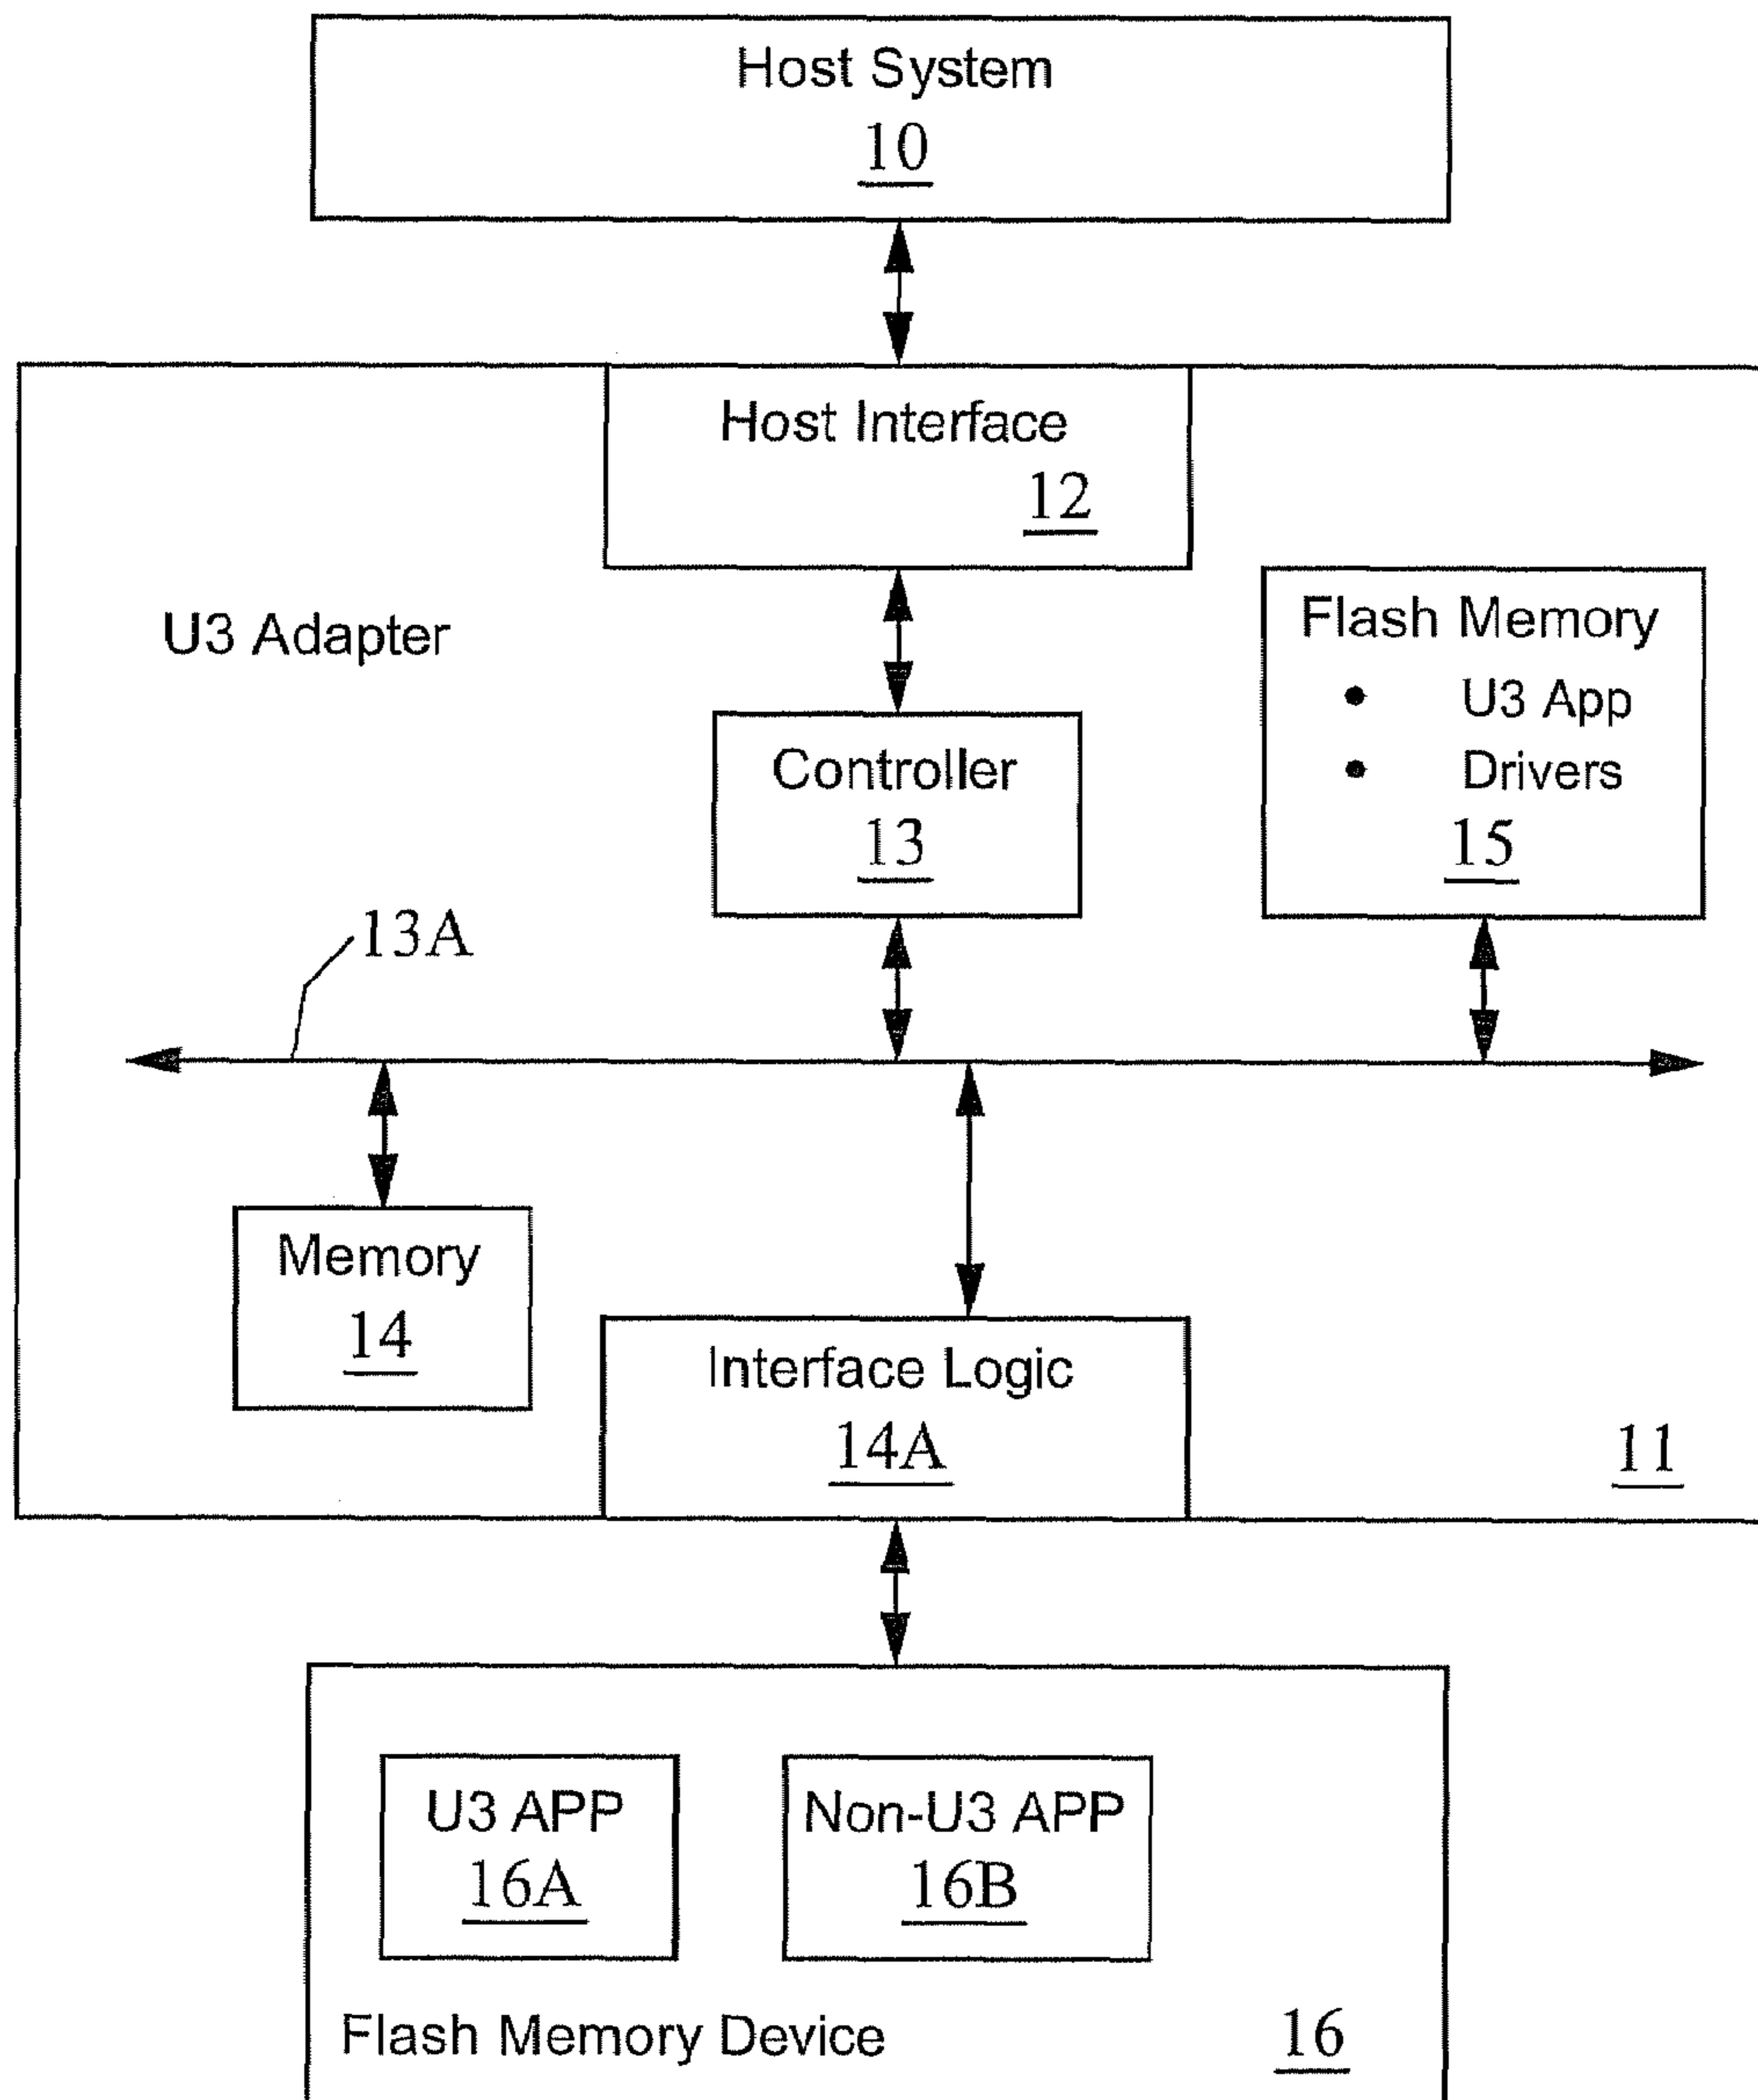 Host System
10
Host Interface
12
U3 Adapter
Flash Memory
• U3 App
• Drivers
15
Controller
13
13A
Memory
14
Interface Logic
14A
11
U3 APP
16A
Non-U3 APP
16B
Flash Memory Device
16